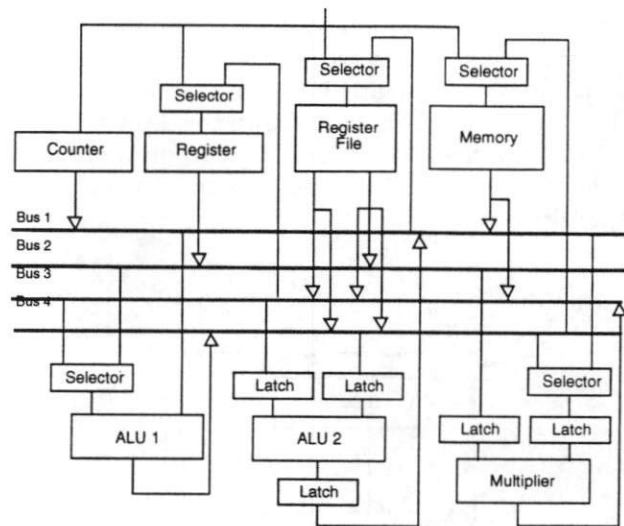 Selector
Selector
Selector
Counter
Register
Register
File
Memory
Bus 1
Bus 2
Bus 3
Bus 4
Selector
Latch
Latch
Selector
ALU 1
ALU 2
Latch
Latch
Latch
Multiplier